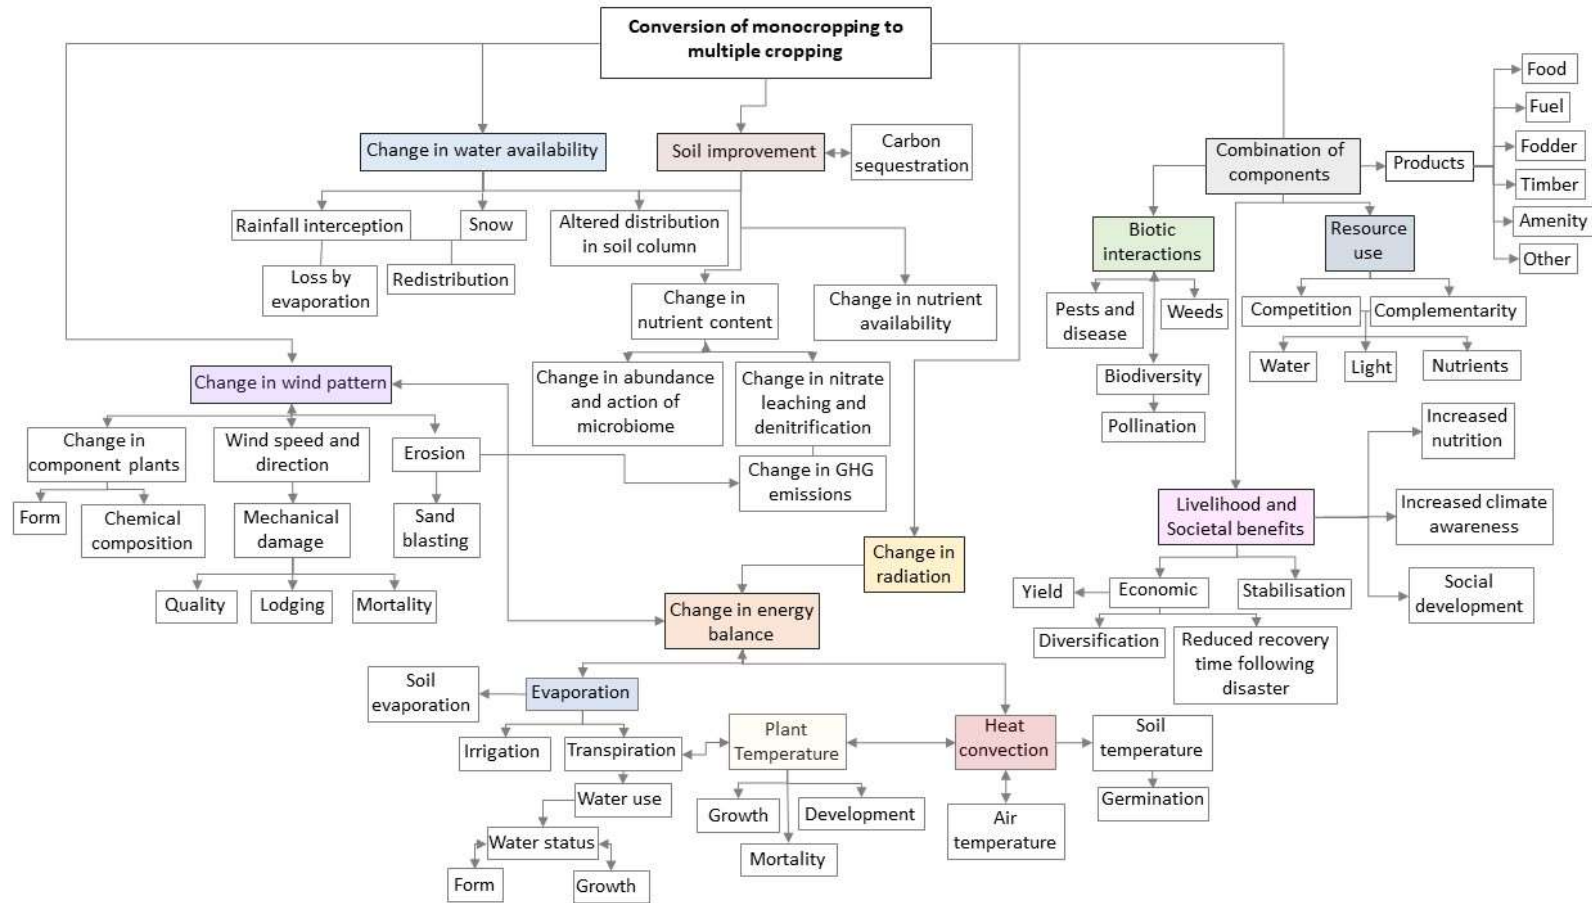 Conversion of monocropping to
multiple cropping
Change in water availability
Soil improvement
Carbon
sequestration
Combination of
components
Products
Food
Fuel
Fodder
Timber
Amenity
Other
Rainfall interception
Snow
Altered distribution
in soil column
Loss by
evaporation
Redistribution
Change in
nutrient content
Change in nutrient
availability
Biotic
interactions
Resource
use
Pests and
disease
Weeds
Competition
Complementarity
Water
Light
Nutrients
Biodiversity
Pollination
Change in wind pattern
Change in abundance
and action of
microbiome
Change in nitrate
leaching and
denitrification
Change in
component plants
Wind speed and
direction
Erosion
Change in GHG
emissions
Form
Chemical
composition
Mechanical
damage
Sand
blasting
Quality
Lodging
Mortality
Increased
nutrition
Livelihood and
Societal benefits
Increased climate
awareness
Social
development
Change in
radiation
Change in energy
balance
Yield
Economic
Stabilisation
Diversification
Reduced recovery
time following
disaster
Soil
evaporation
Evaporation
Irrigation
Transpiration
Plant
Temperature
Heat
convection
Soil
temperature
Germination
Water use
Growth
Development
Mortality
Air
temperature
Water status
Form
Growth